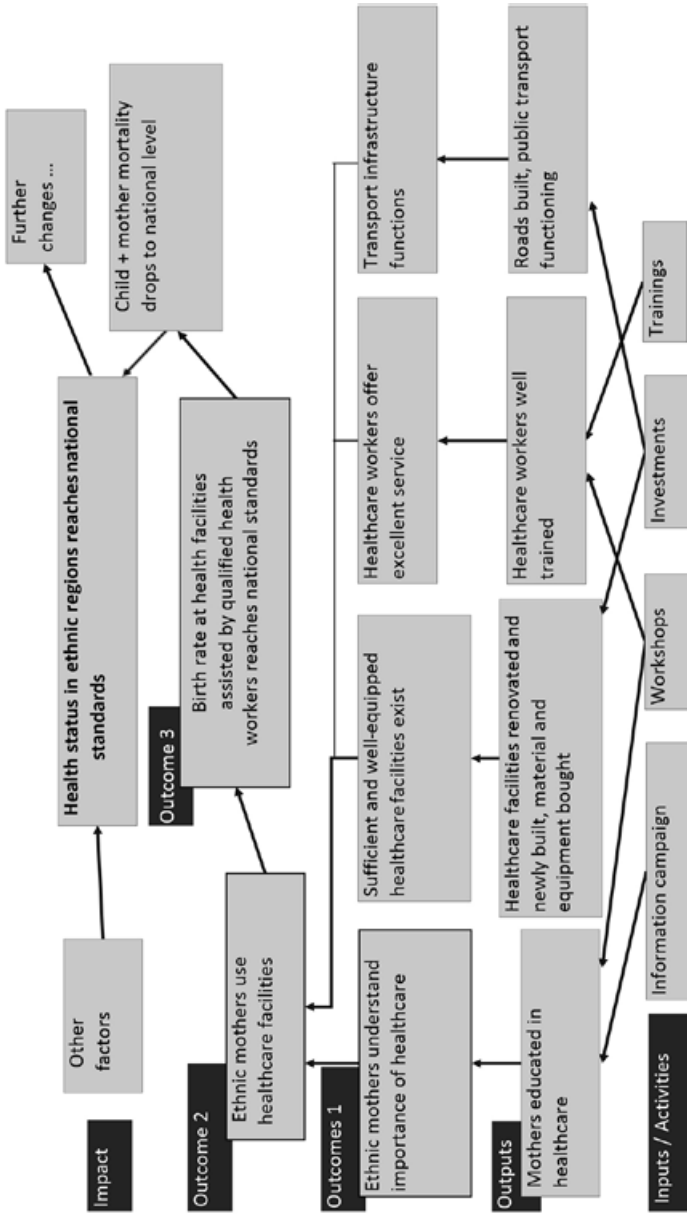 Impact
Other
factors
Health status in ethnic regions reaches national
standards
Further
changes ...
Child + mother mortality
drops to national level
Outcome 3
Birth rate at health facilities
assisted by qualified health
workers reaches national standards
Outcome 2
Ethnic mothers use
healthcare facilities
Outcomes 1
Ethnic mothers understand
importance of healthcare
Sufficient and well-equipped
healthcare facilities exist
Healthcare workers offer
excellent service
Transport infrastructure
functions
Outputs
Mothers educated in
healthcare
Healthcare facilities renovated and
newly built, material and
equipment bought
Healthcare workers well
trained
Roads built, public transport
functioning
Inputs / Activities
Information campaign
Workshops
Investments
Trainings